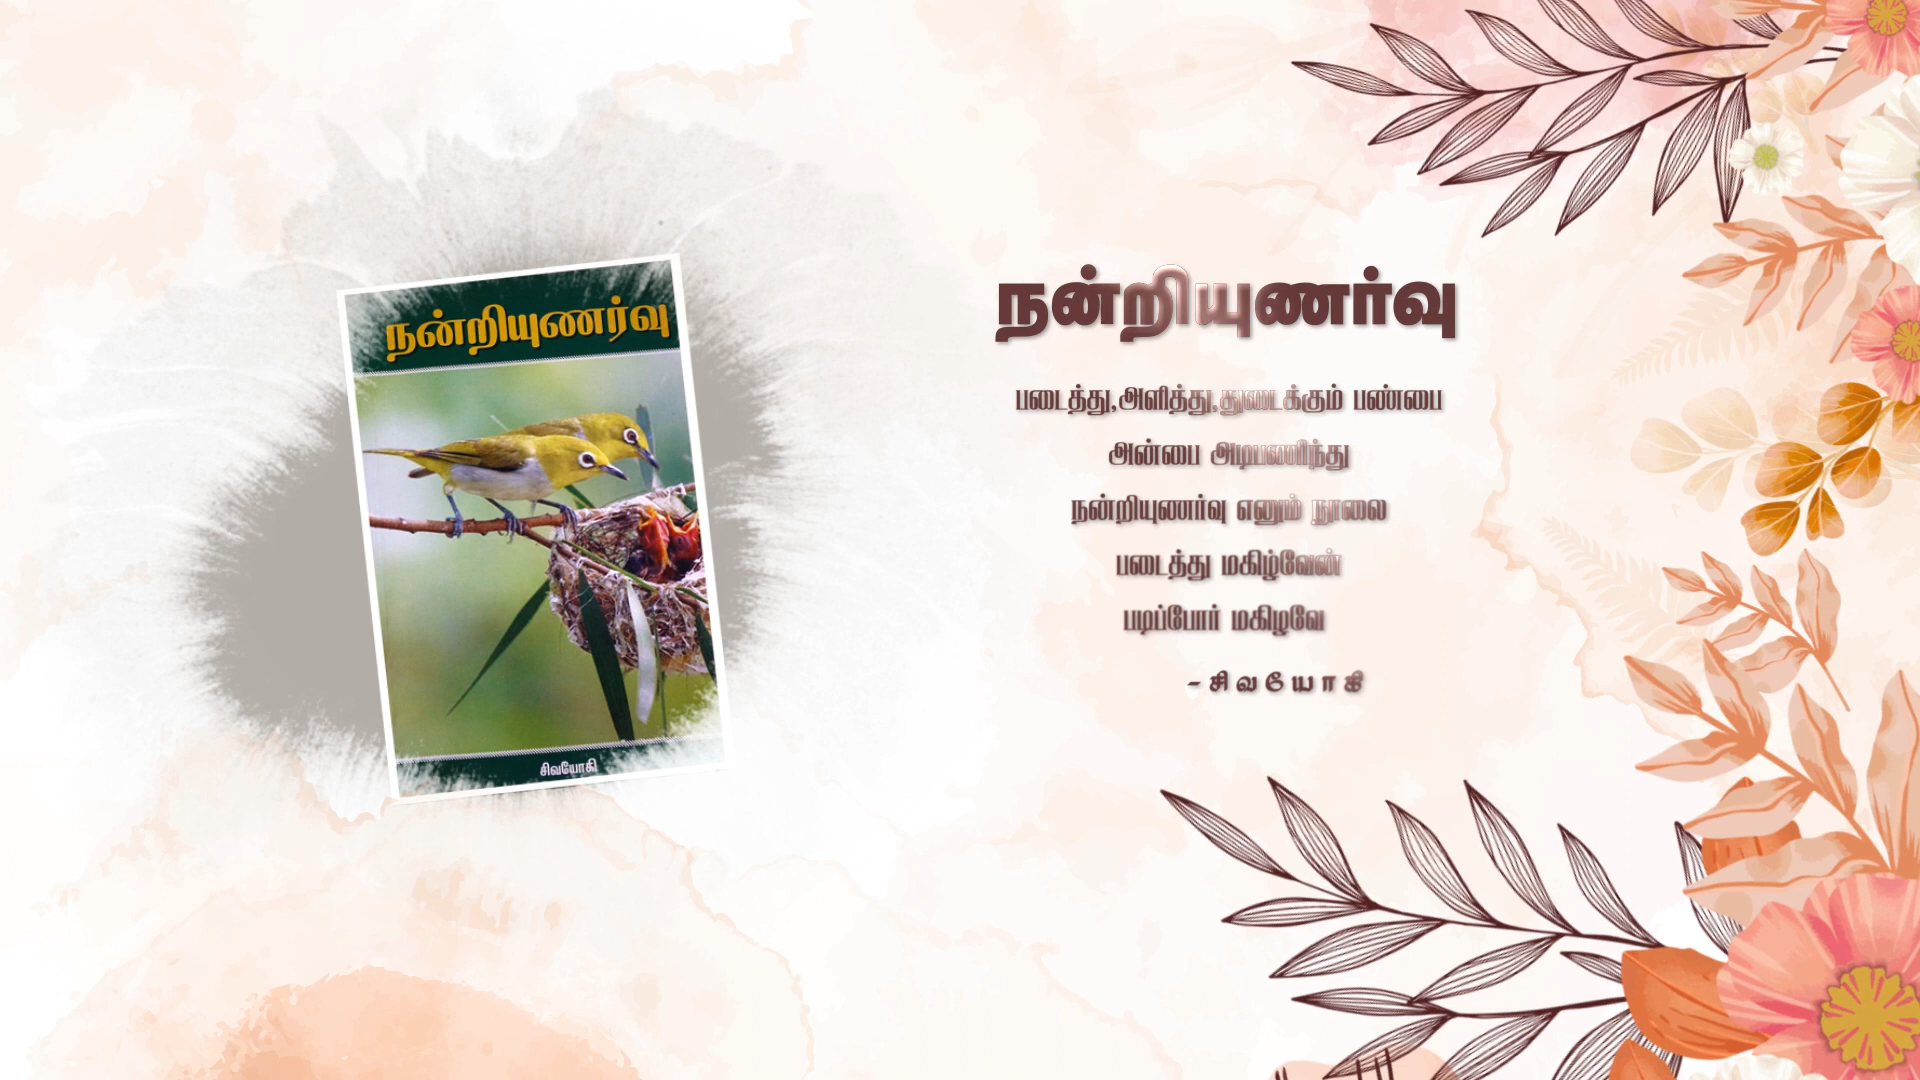 நன்றியுணர்வு
சிவயோகி
நன்றியுணர்வு
படைத்து,அளித்து,துடைக்கும் பண்பை
அன்பை அடிபணிந்து
நன்றியுணர்வு எனும் நூலை
படைத்து மகிழ்வேன்
படிப்போர் மகிழவே
- சிவயோகி